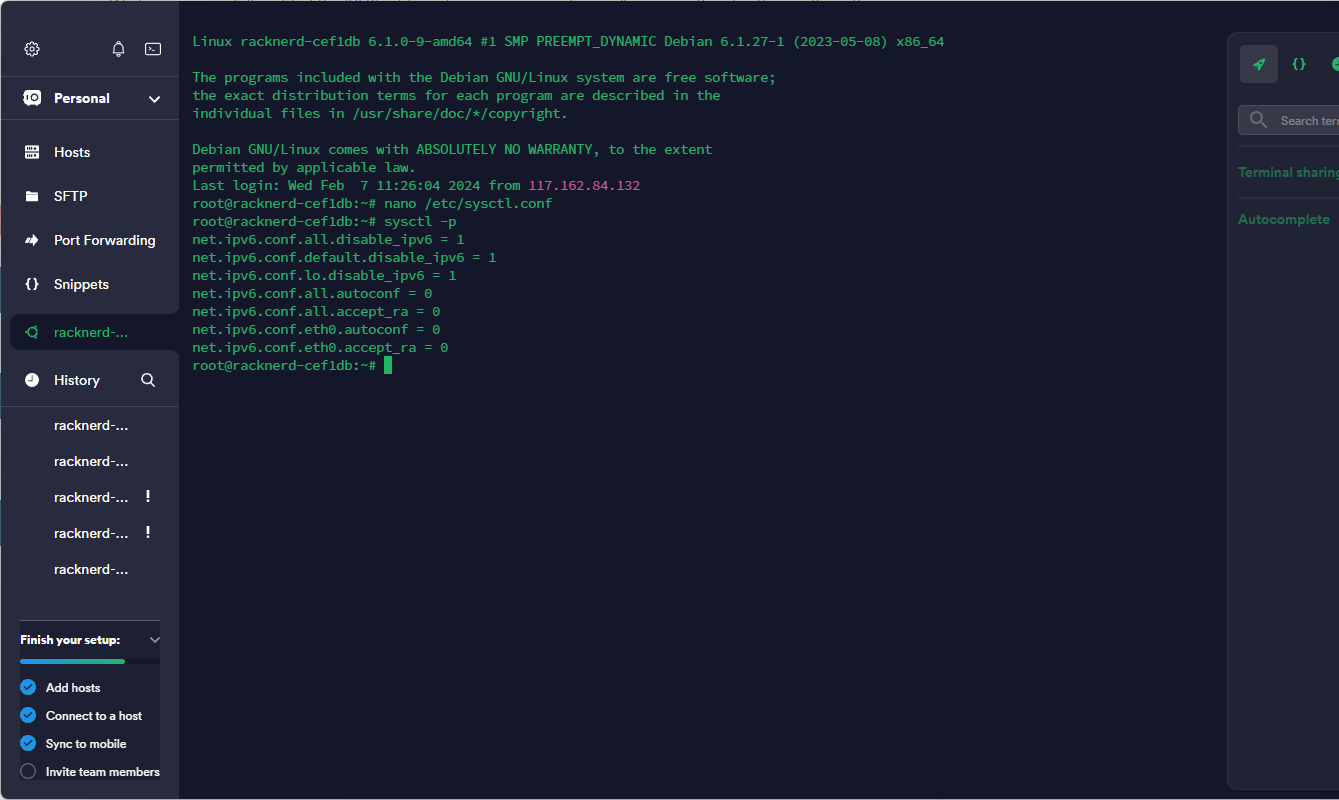 Personal
Hosts
SFTP
Port Forwarding
Snippets
racknerd-...
History
racknerd-...
racknerd-...
racknerd-...
racknerd-...
racknerd-...
Finish your setup:
Add hosts
Connect to a host
Sync to mobile
Invite team members
Linux racknerd-cef1db 6.1.0-9-amd64 #1 SMP PREEMPT_DYNAMIC Debian 6.1.27-1 (2023-05-08) x86_64
The programs included with the Debian GNU/Linux system are free software;
the exact distribution terms for each program are described in the
individual files in /usr/share/doc/*/copyright.
Debian GNU/Linux comes with ABSOLUTELY NO WARRANTY, to the extent
permitted by applicable law.
Last login: Wed Feb  7 11:26:04 2024 from 117.162.84.132
root@racknerd-cef1db:~# nano /etc/sysctl.conf
root@racknerd-cef1db:~# sysctl -p
net.ipv6.conf.all.disable_ipv6 = 1
net.ipv6.conf.default.disable_ipv6 = 1
net.ipv6.conf.lo.disable_ipv6 = 1
net.ipv6.conf.all.autoconf = 0
net.ipv6.conf.all.accept_ra = 0
net.ipv6.conf.eth0.autoconf = 0
net.ipv6.conf.eth0.accept_ra = 0
root@racknerd-cef1db:~#
{}
Search ter
Terminal sharing
Autocomplete